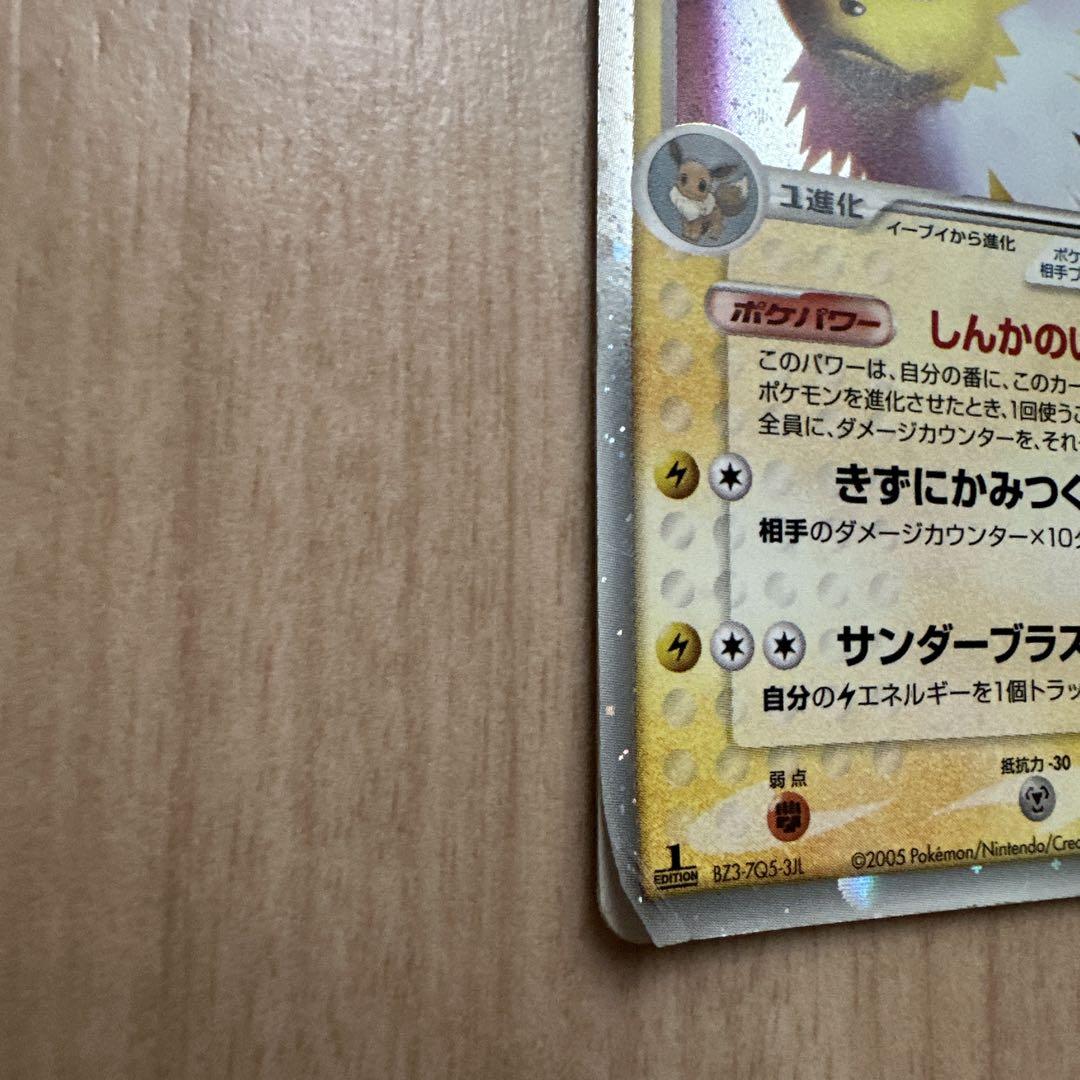 1進化
イーブイから進化
ポケ
相手プ
ポケパワー
しんかのい
このパワーは、自分の番に、このカー
ポケモンを進化させたとき、1回使うこ
全員に、ダメージカウンターを、それ
きずにかみつく
相手のダメージカウンター×10ダ
サンダーブラス
自分のエネルギーを1個トラッ
弱点
抵抗力 -30
1
EDITION
BZ3-7Q5-3JL
©2005 Pokémon/Nintendo/Crea